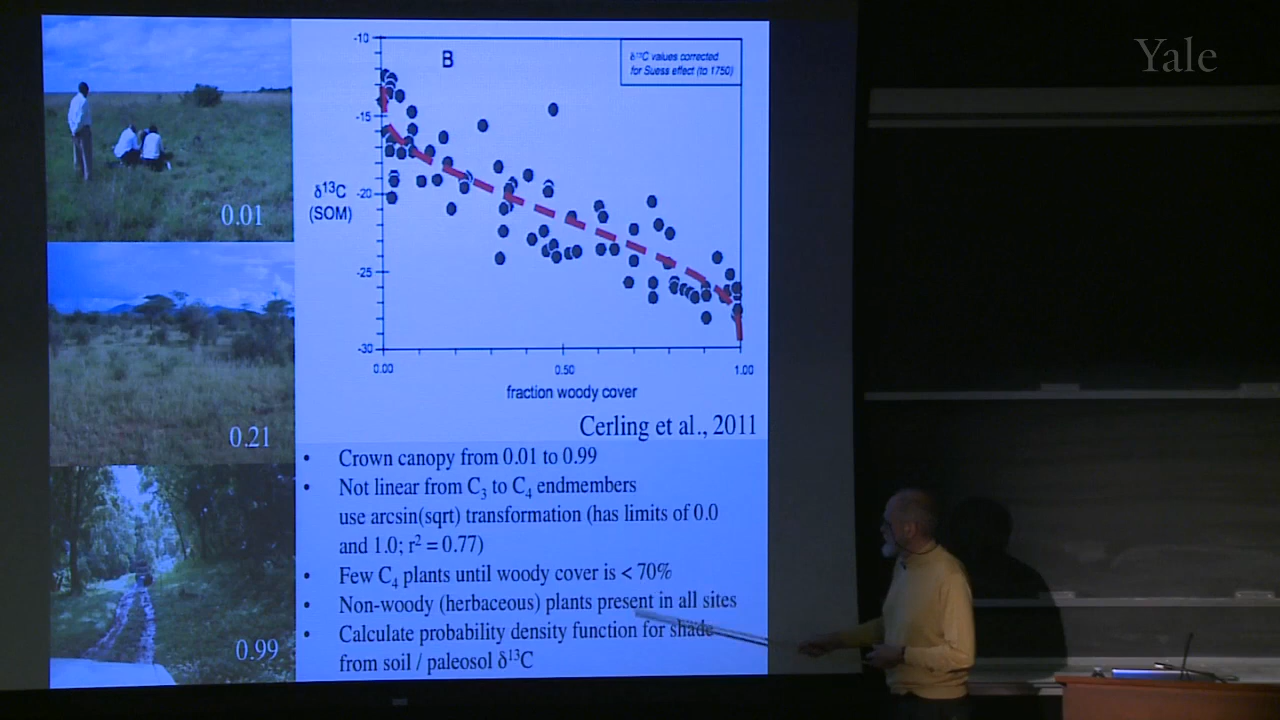 Yale
0.01
0.21
0.99
B
δ¹³C values corrected
for Suess effect (to 1750)
-10
-15
-20
-25
-30
δ¹³C
(SOM)
0.00
0.50
1.00
fraction woody cover
Cerling et al., 2011
• Crown canopy from 0.01 to 0.99
• Not linear from C₃ to C₄ endmembers
use arcsin(sqrt) transformation (has limits of 0.0
and 1.0; r² = 0.77)
• Few C₄ plants until woody cover is < 70%
• Non-woody (herbaceous) plants present in all sites
• Calculate probability density function for shade
from soil / paleosol δ¹³C